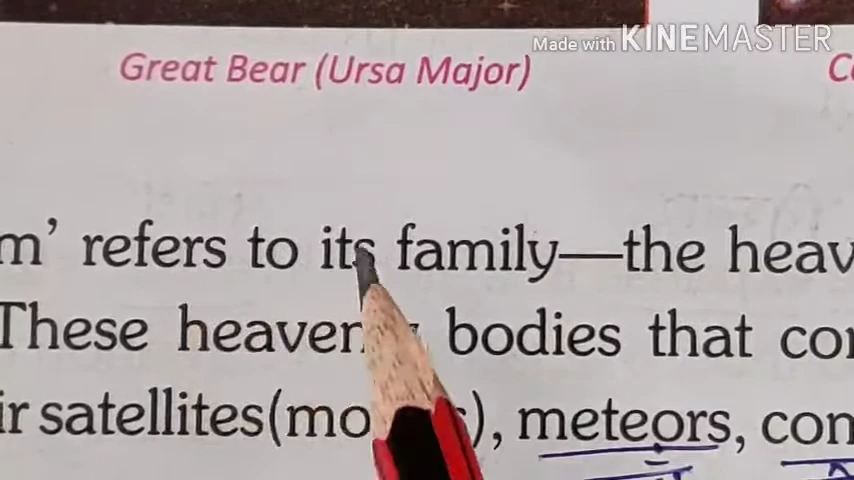 Made with KINEMASTER
Great Bear (Ursa Major)
m’ refers to its family—the heav
These heaven bodies that co
ir satellites(mo ), meteors, com